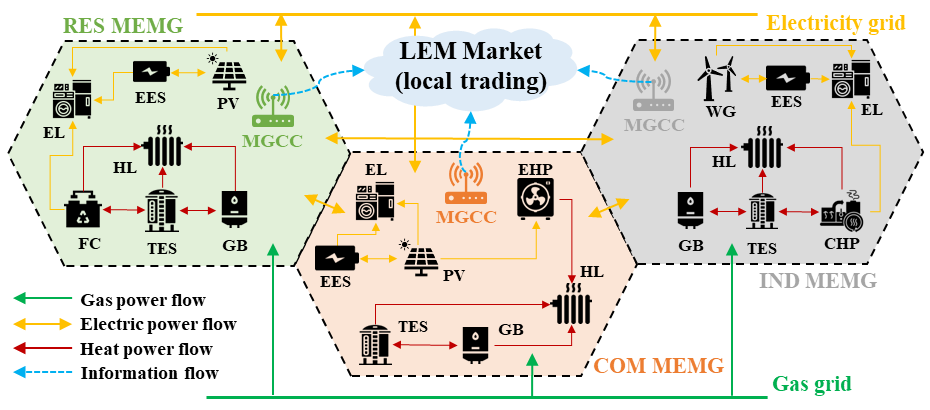 RES MEMG
Electricity grid
LEM Market
(local trading)
EL
EES
PV
MGCC
HL
FC
TES
GB
EL
MGCC
EHP
EES
PV
HL
TES
GB
COM MEMG
WG
EES
EL
MGCC
HL
GB
TES
CHP
IND MEMG
Gas power flow
Electric power flow
Heat power flow
Information flow
Gas grid